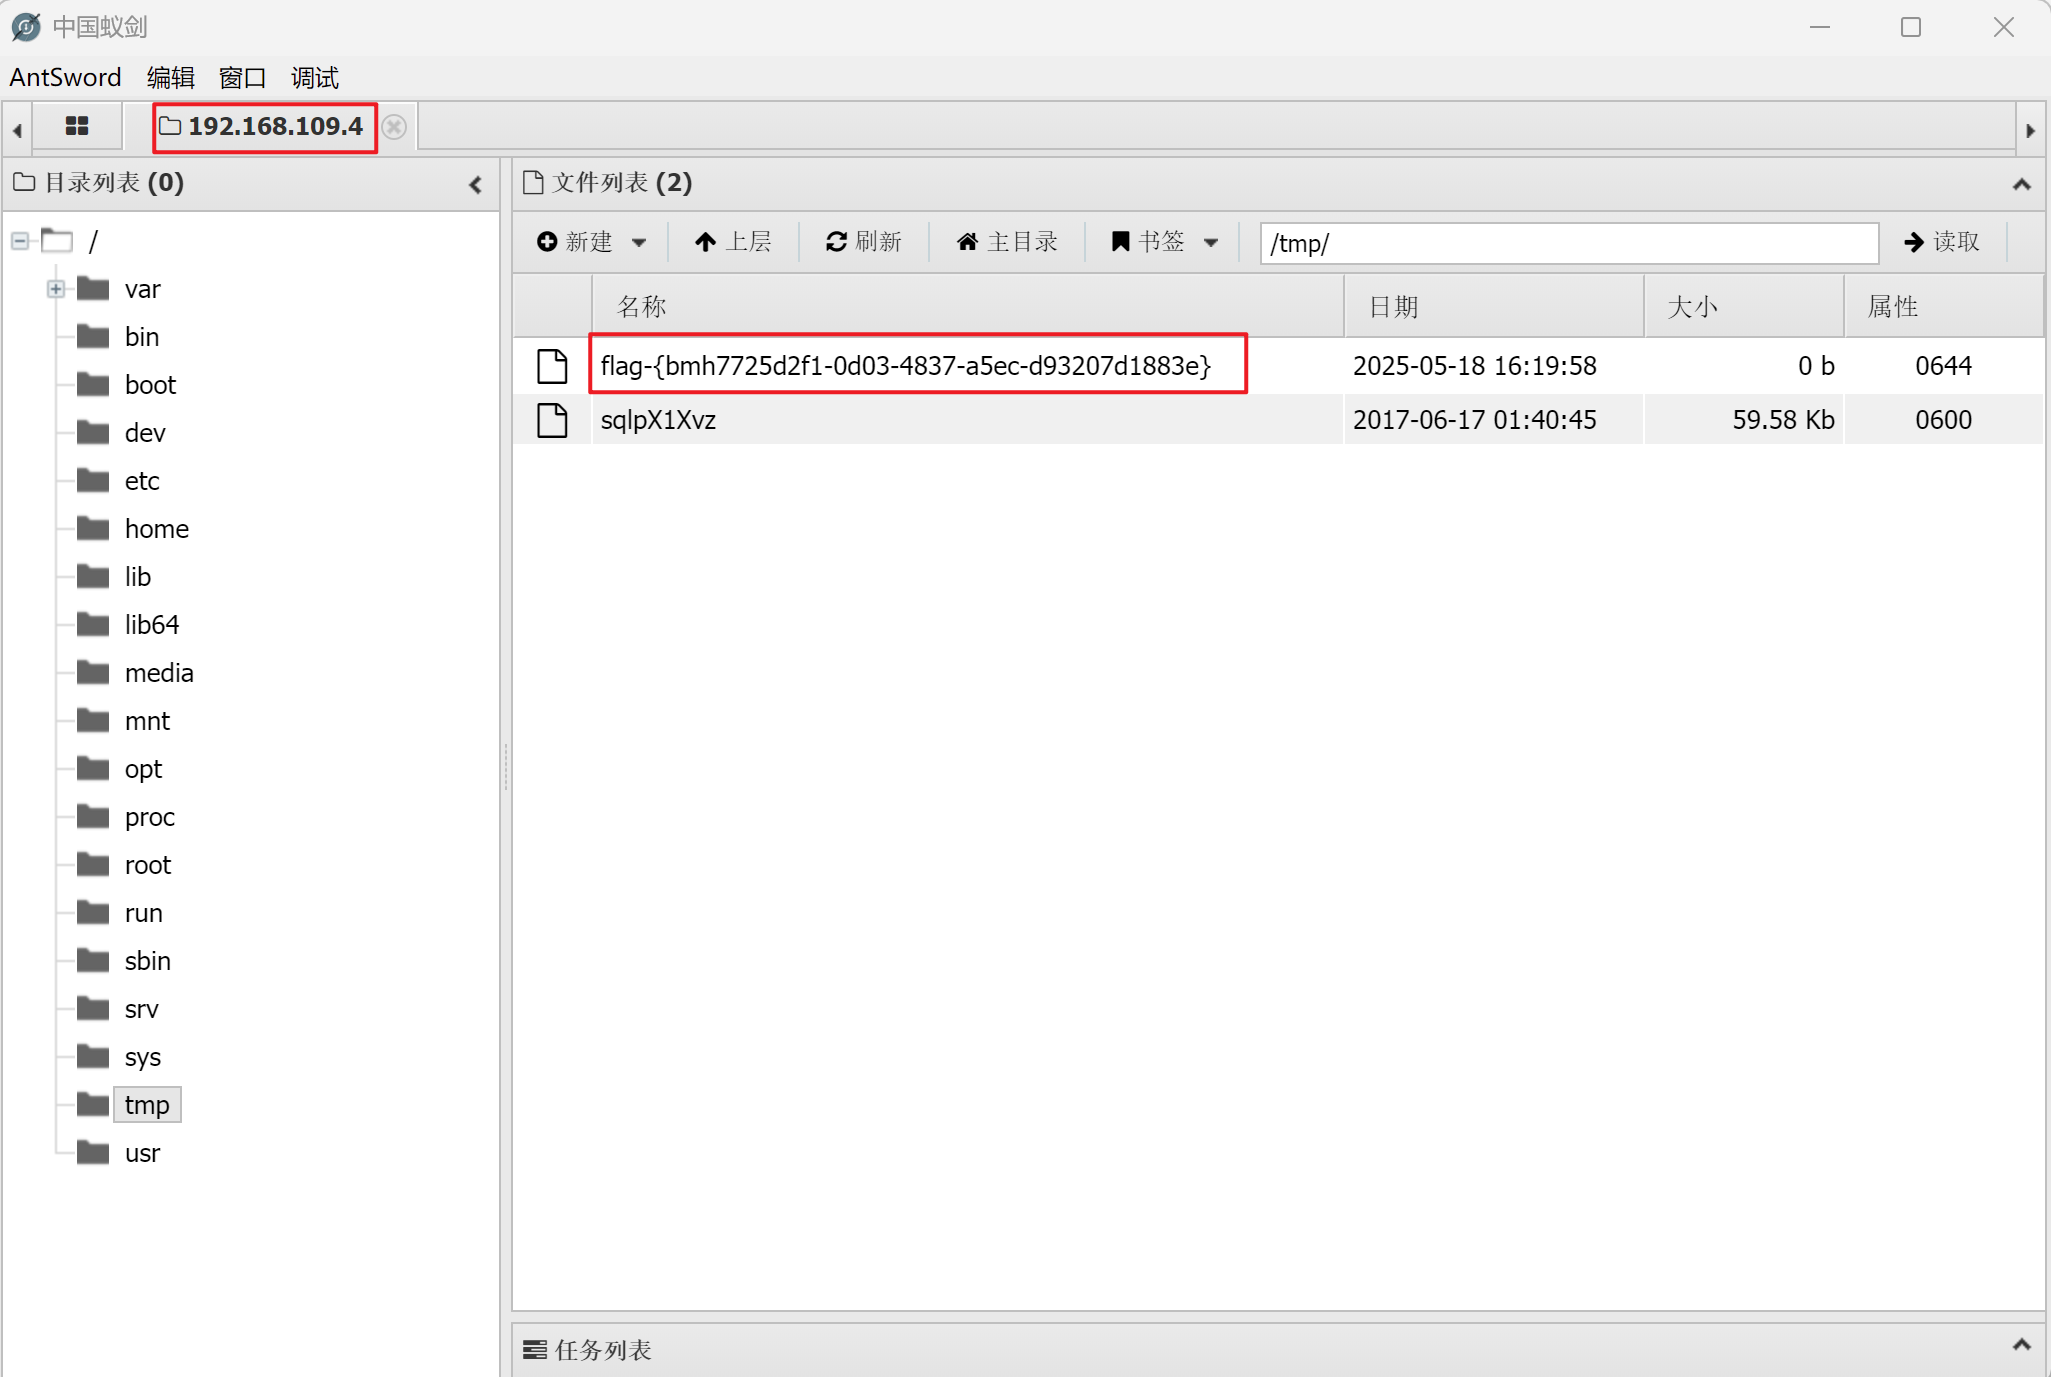 中国蚁剑
AntSword 编辑 窗口 调试
192.168.109.4
目录列表 (0)
/
var
bin
boot
dev
etc
home
lib
lib64
media
mnt
opt
proc
root
run
sbin
srv
sys
tmp
usr
文件列表 (2)
新建 上层 刷新 主目录 书签 /tmp/ 读取
名称 日期 大小 属性
flag-{bmh7725d2f1-0d03-4837-a5ec-d93207d1883e} 2025-05-18 16:19:58 0 b 0644
sqlpX1Xvz 2017-06-17 01:40:45 59.58 Kb 0600
任务列表